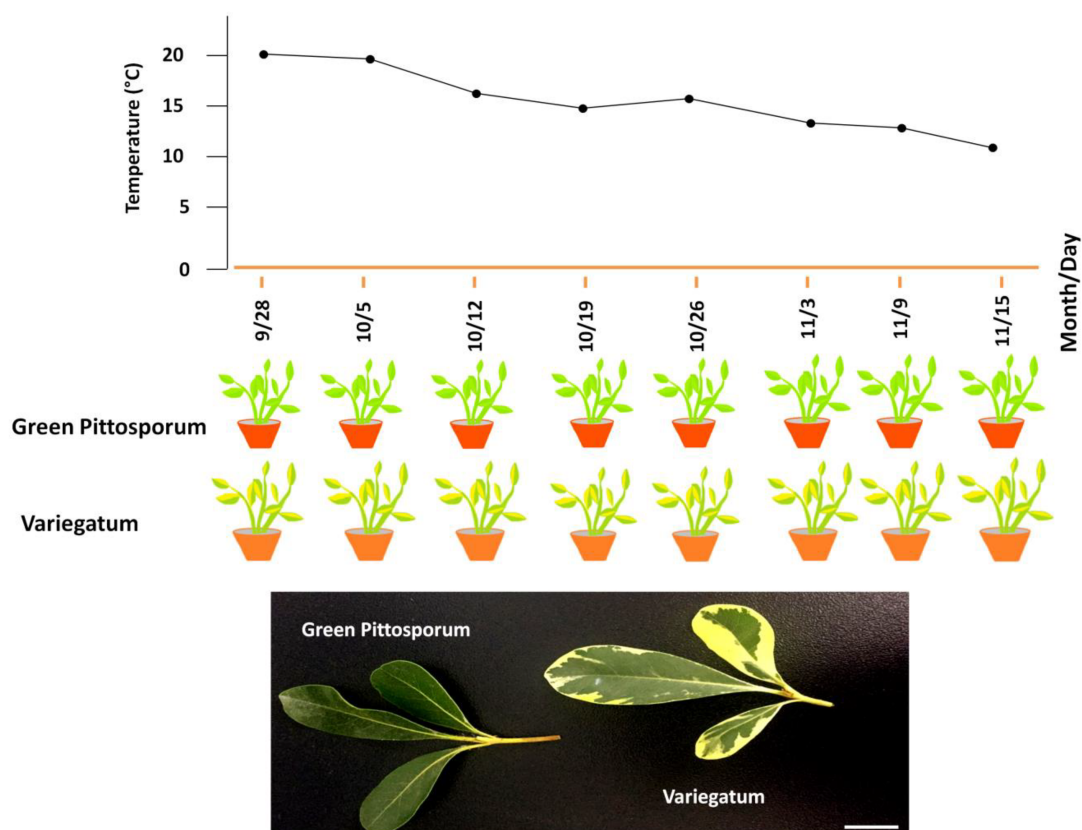 Temperature (°C)
20
15
10
5
0
9/28
10/5
10/12
10/19
10/26
11/3
11/9
11/15
Month/Day
Green Pittosporum
Variegatum
Green Pittosporum
Variegatum